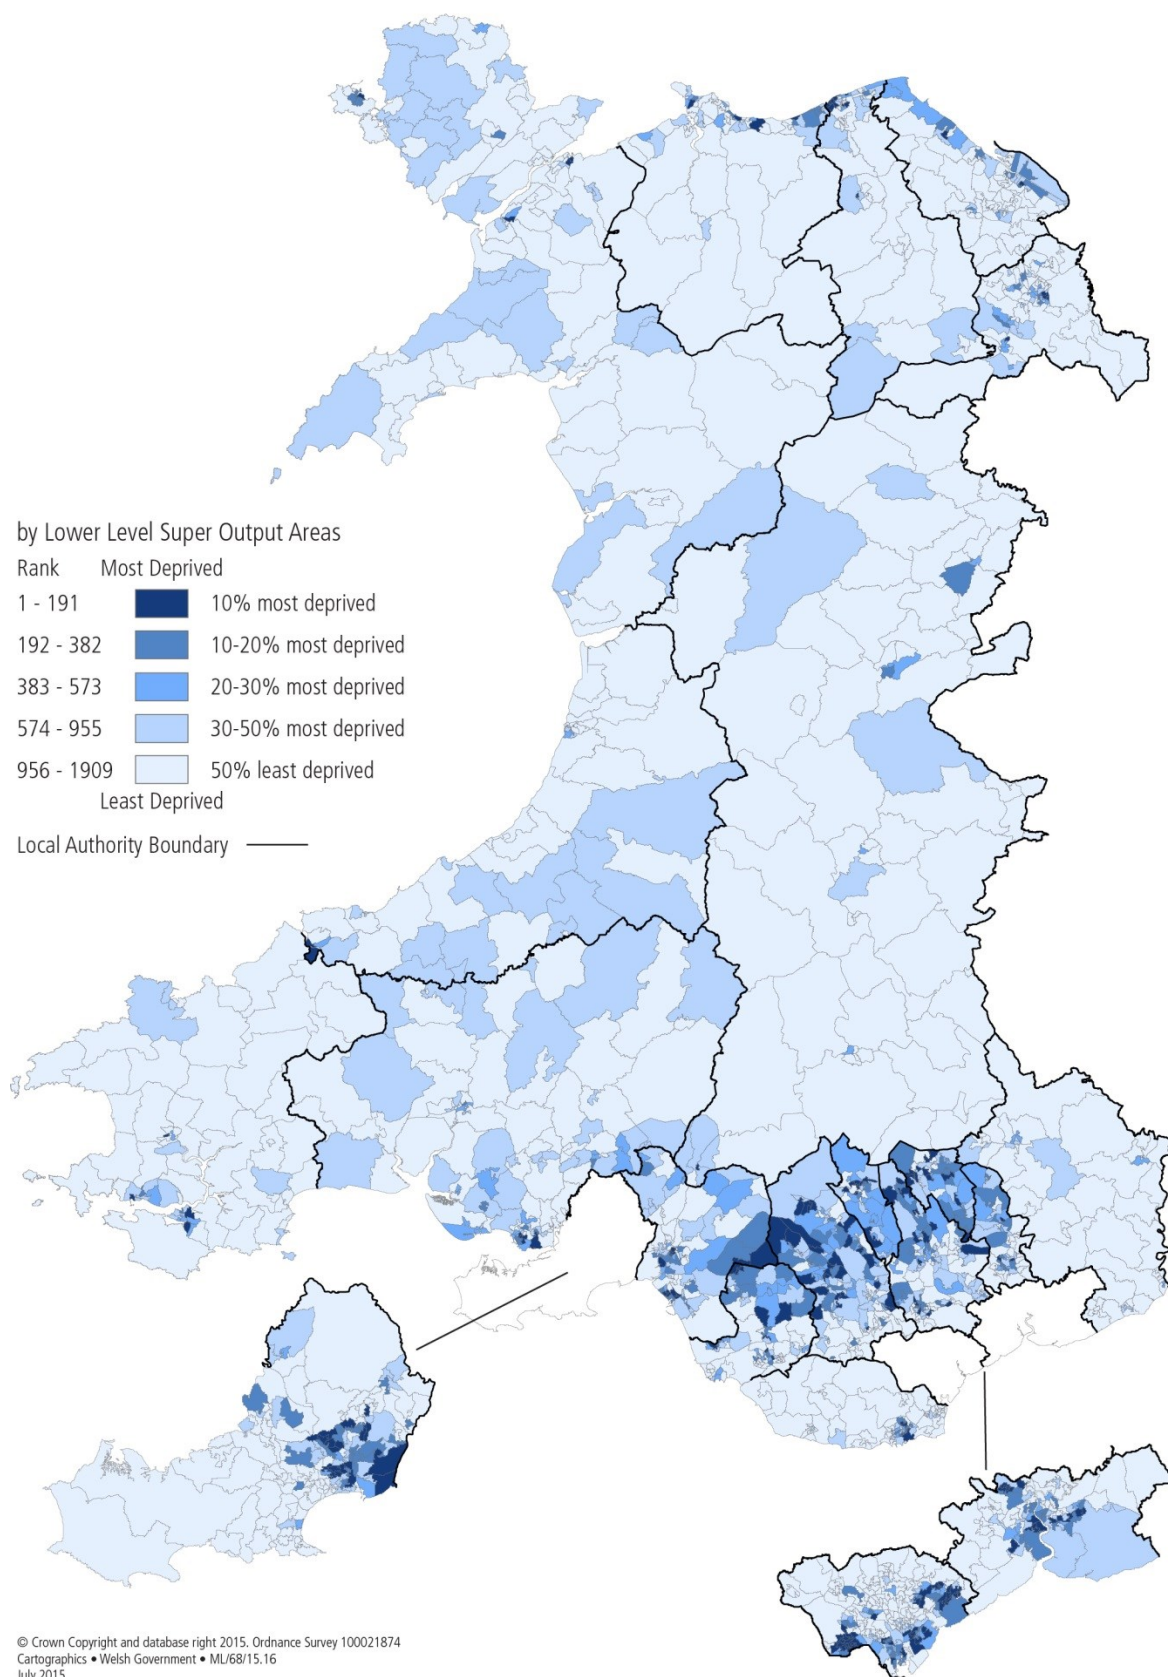 by Lower Level Super Output Areas
Rank Most Deprived
1 - 191 10% most deprived
192 - 382 10-20% most deprived
383 - 573 20-30% most deprived
574 - 955 30-50% most deprived
956 - 1909 50% least deprived
Least Deprived
Local Authority Boundary
© Crown Copyright and database right 2015. Ordnance Survey 100021874
Cartographics • Welsh Government • ML/68/15.16
July 2015